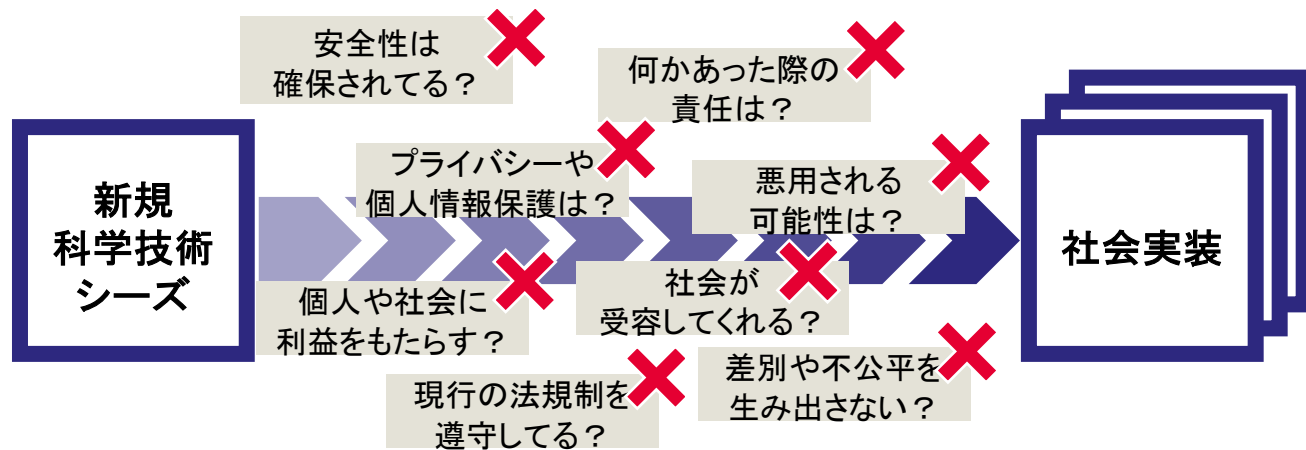 安全性は
確保されてる？
何かあった際の
責任は？
プライバシーや
個人情報保護は？
悪用される
可能性は？
新規
科学技術
シーズ
社会実装
個人や社会に
利益をもたらす？
社会が
受容してくれる？
現行の法規制を
遵守してる？
差別や不公平を
生み出さない？